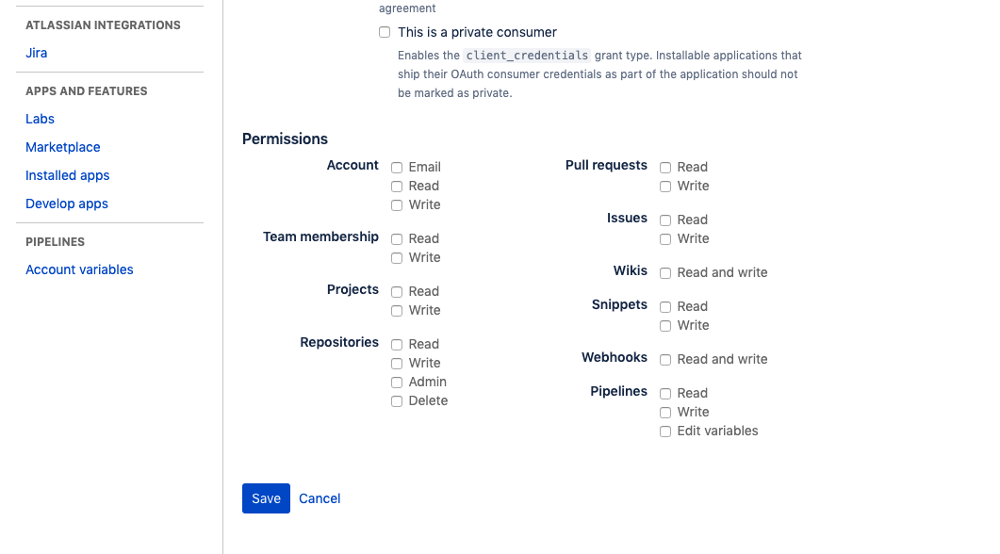 ATLASSIAN INTEGRATIONS
Jira
APPS AND FEATURES
Labs
Marketplace
Installed apps
Develop apps
PIPELINES
Account variables
agreement
This is a private consumer
Enables the client_credentials grant type. Installable applications that
ship their OAuth consumer credentials as part of the application should not
be marked as private.
Permissions
Account
Email
Read
Write
Team membership
Read
Write
Projects
Read
Write
Repositories
Read
Write
Admin
Delete
Pull requests
Read
Write
Issues
Read
Write
Wikis
Read and write
Snippets
Read
Write
Webhooks
Read and write
Pipelines
Read
Write
Edit variables
Save
Cancel